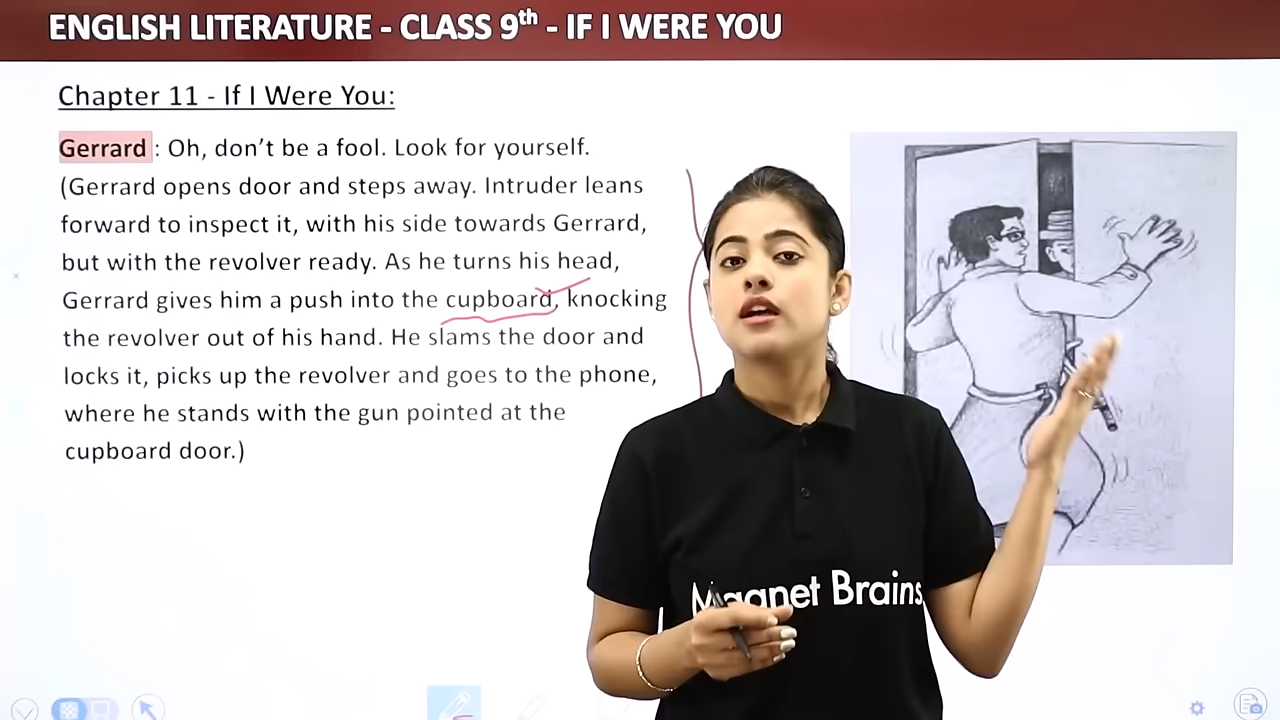 ENGLISH LITERATURE - CLASS 9th - IF I WERE YOU
Chapter 11 - If I Were You:
Gerrard : Oh, don’t be a fool. Look for yourself.
(Gerrard opens door and steps away. Intruder leans
forward to inspect it, with his side towards Gerrard,
but with the revolver ready. As he turns his head,
Gerrard gives him a push into the cupboard, knocking
the revolver out of his hand. He slams the door and
locks it, picks up the revolver and goes to the phone,
where he stands with the gun pointed at the
cupboard door.)
Magnet Brains